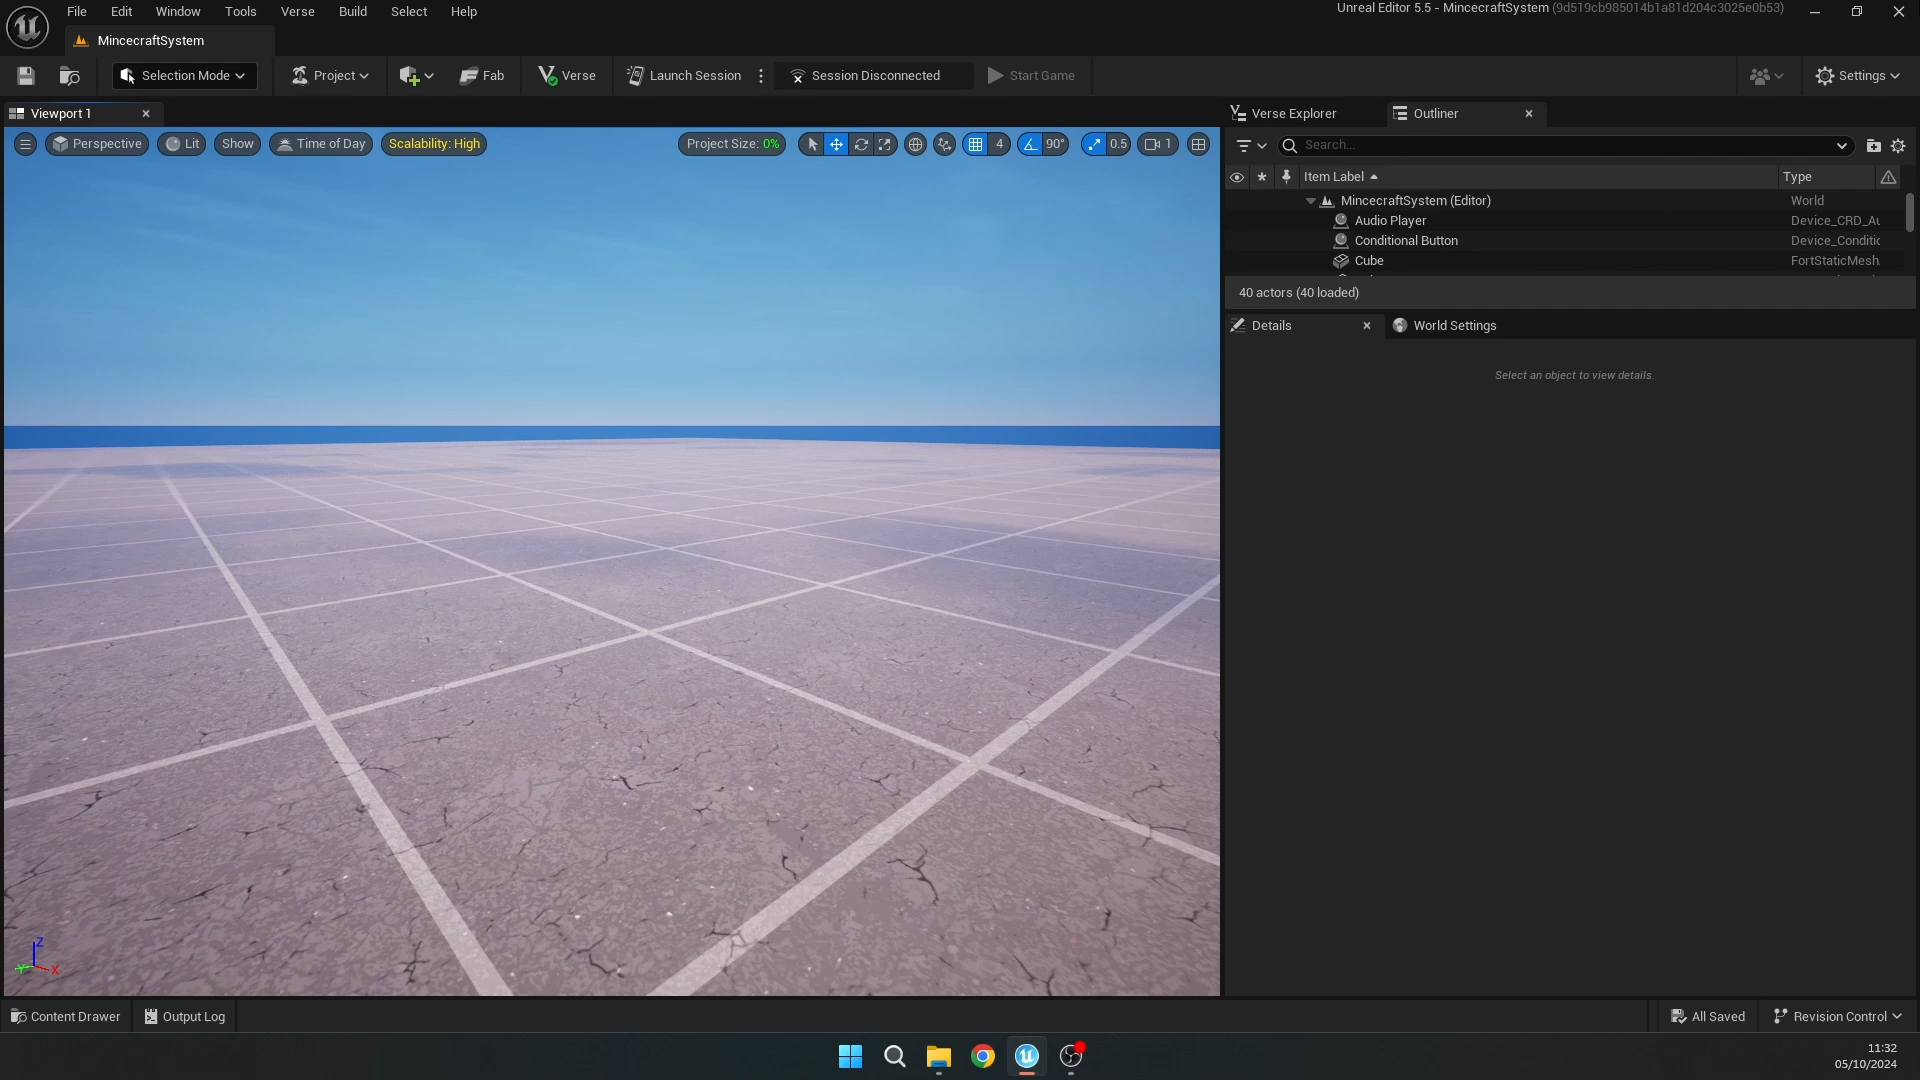 File Edit Window Tools Verse Build Select Help
Unreal Editor 5.5 - MincecraftSystem (9d519cb985014b1a81d204c3025e0b53)
MincecraftSystem
Selection Mode Project Fab Verse Launch Session Session Disconnected Start Game Settings
Viewport 1
Verse Explorer Outliner
Perspective Lit Show Time of Day Scalability: High Project Size: 0% 4 90° 0.5 1
Search...
Item Label Type
MincecraftSystem (Editor) World
Audio Player Device_CRD_Au
Conditional Button Device_Conditic
Cube FortStaticMesh
40 actors (40 loaded)
Details World Settings
Select an object to view details.
Z
Y X
Content Drawer Output Log All Saved Revision Control
11:32
05/10/2024